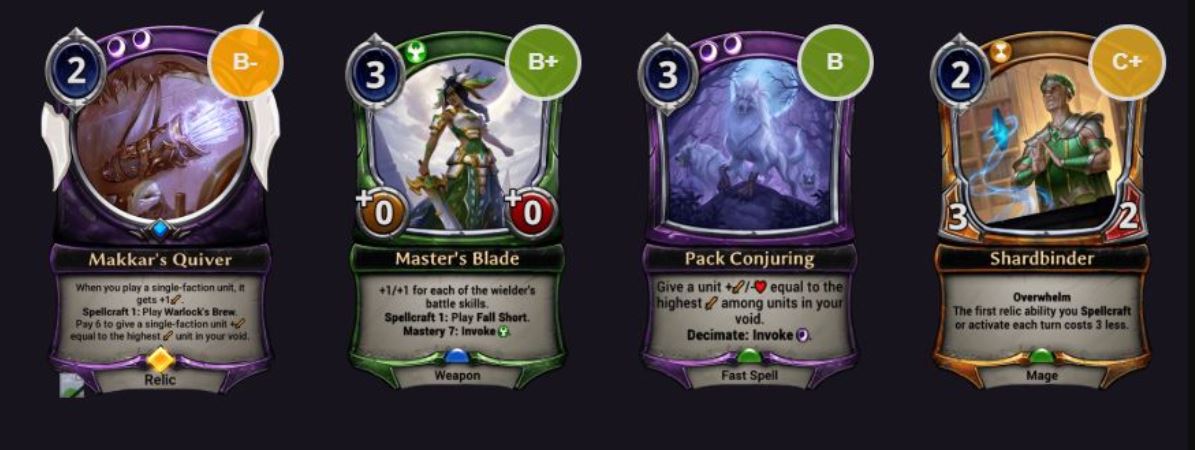 2
B-
Makkar's Quiver
When you play a single-faction unit, it
gets +1.
Spellcraft 1: Play Warlock's Brew.
Pay 6 to give a single-faction unit +
equal to the highest unit in your void.
Relic
3
B+
+0
+0
Master's Blade
+1/+1 for each of the wielder's
battle skills.
Spellcraft 1: Play Fall Short.
Mastery 7: Invoke.
Weapon
3
B
Pack Conjuring
Give a unit +/- equal to the
highest among units in your
void.
Decimate: Invoke.
Fast Spell
2
C+
3
2
Shardbinder
Overwhelm
The first relic ability you Spellcraft
or activate each turn costs 3 less.
Mage